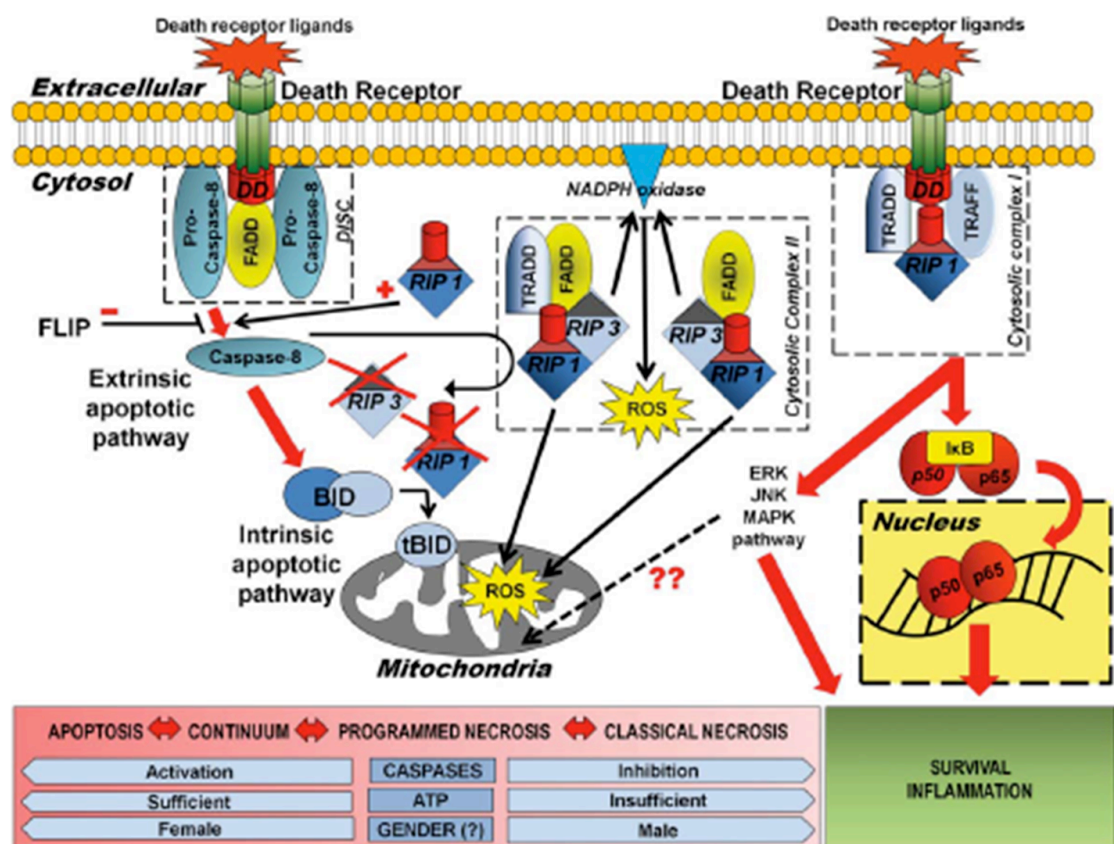 Death receptor ligands
Death receptor ligands
Extracellular
Death Receptor
Death Receptor
Cytosol
DD
Pro-
Caspase-8
FADD
Pro-
Caspase-8
DISC
NADPH oxidase
DD
TRADD
TRAFF
RIP 1
Cytosolic complex I
RIP 1
+
TRADD
FADD
RIP 3
RIP 1
FADD
RIP 3
RIP 1
ROS
Cytosolic Complex II
FLIP
−
Caspase-8
Extrinsic
apoptotic
pathway
RIP 3
RIP 1
BID
Intrinsic
apoptotic
pathway
tBID
ROS
Mitochondria
ERK
JNK
MAPK
pathway
??
IκB
p50
p65
Nucleus
p50
p65
APOPTOSIS CONTINUUM PROGRAMMED NECROSIS CLASSICAL NECROSIS
Activation CASPASES Inhibition
Sufficient ATP Insufficient
Female GENDER (?) Male
SURVIVAL
INFLAMMATION